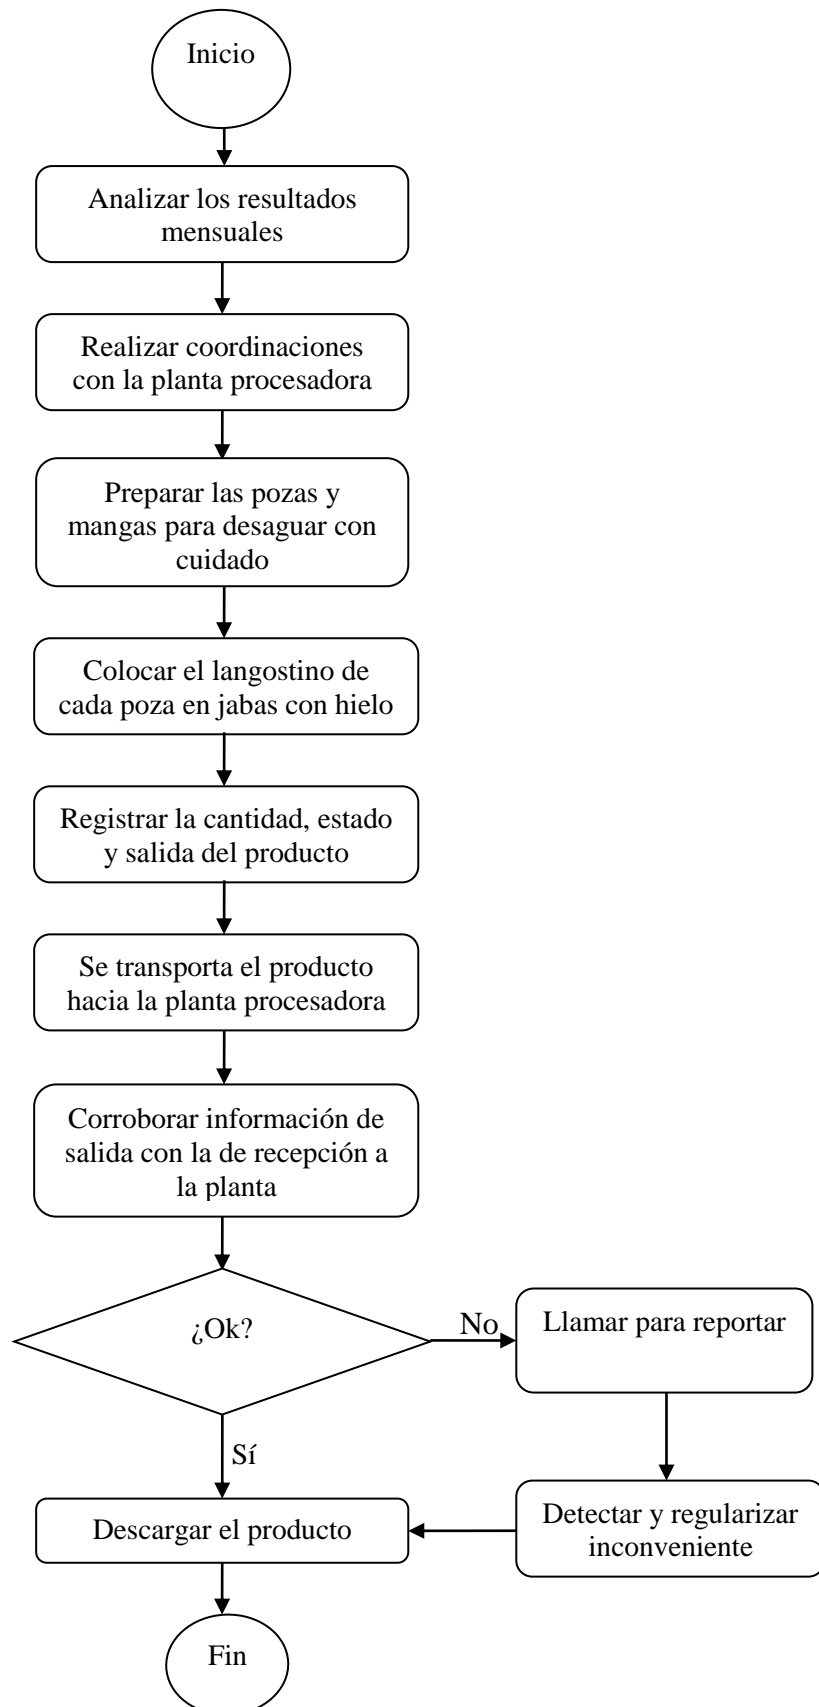 Inicio
Analizar los resultados
mensuales
Realizar coordinaciones
con la planta procesadora
Preparar las pozas y
mangas para desaguar con
cuidado
Colocar el langostino de
cada poza en jabas con hielo
Registrar la cantidad, estado
y salida del producto
Se transporta el producto
hacia la planta procesadora
Corroborar información de
salida con la de recepción a
la planta
¿Ok?
No
Llamar para reportar
Sí
Descargar el producto
Detectar y regularizar
inconveniente
Fin